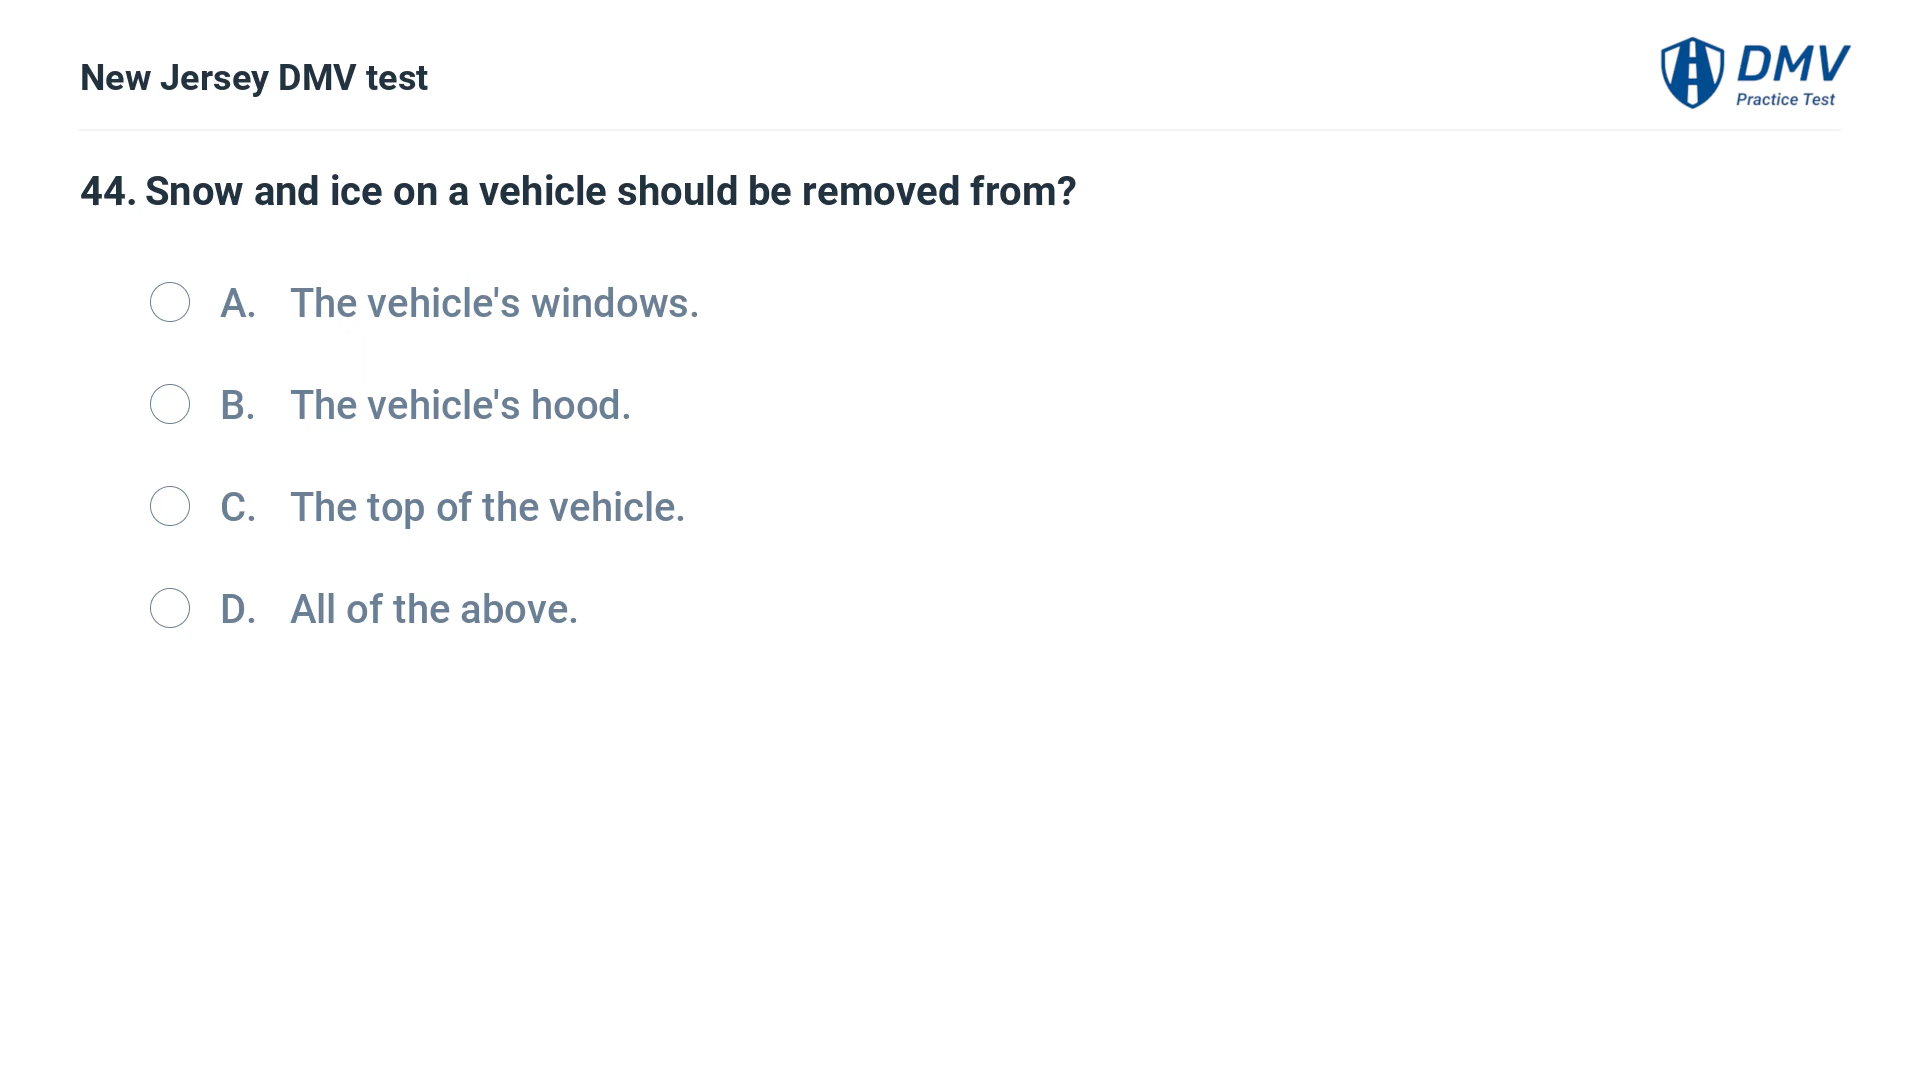 New Jersey DMV test
DMV
Practice Test
44. Snow and ice on a vehicle should be removed from?
A. The vehicle's windows.
B. The vehicle's hood.
C. The top of the vehicle.
D. All of the above.